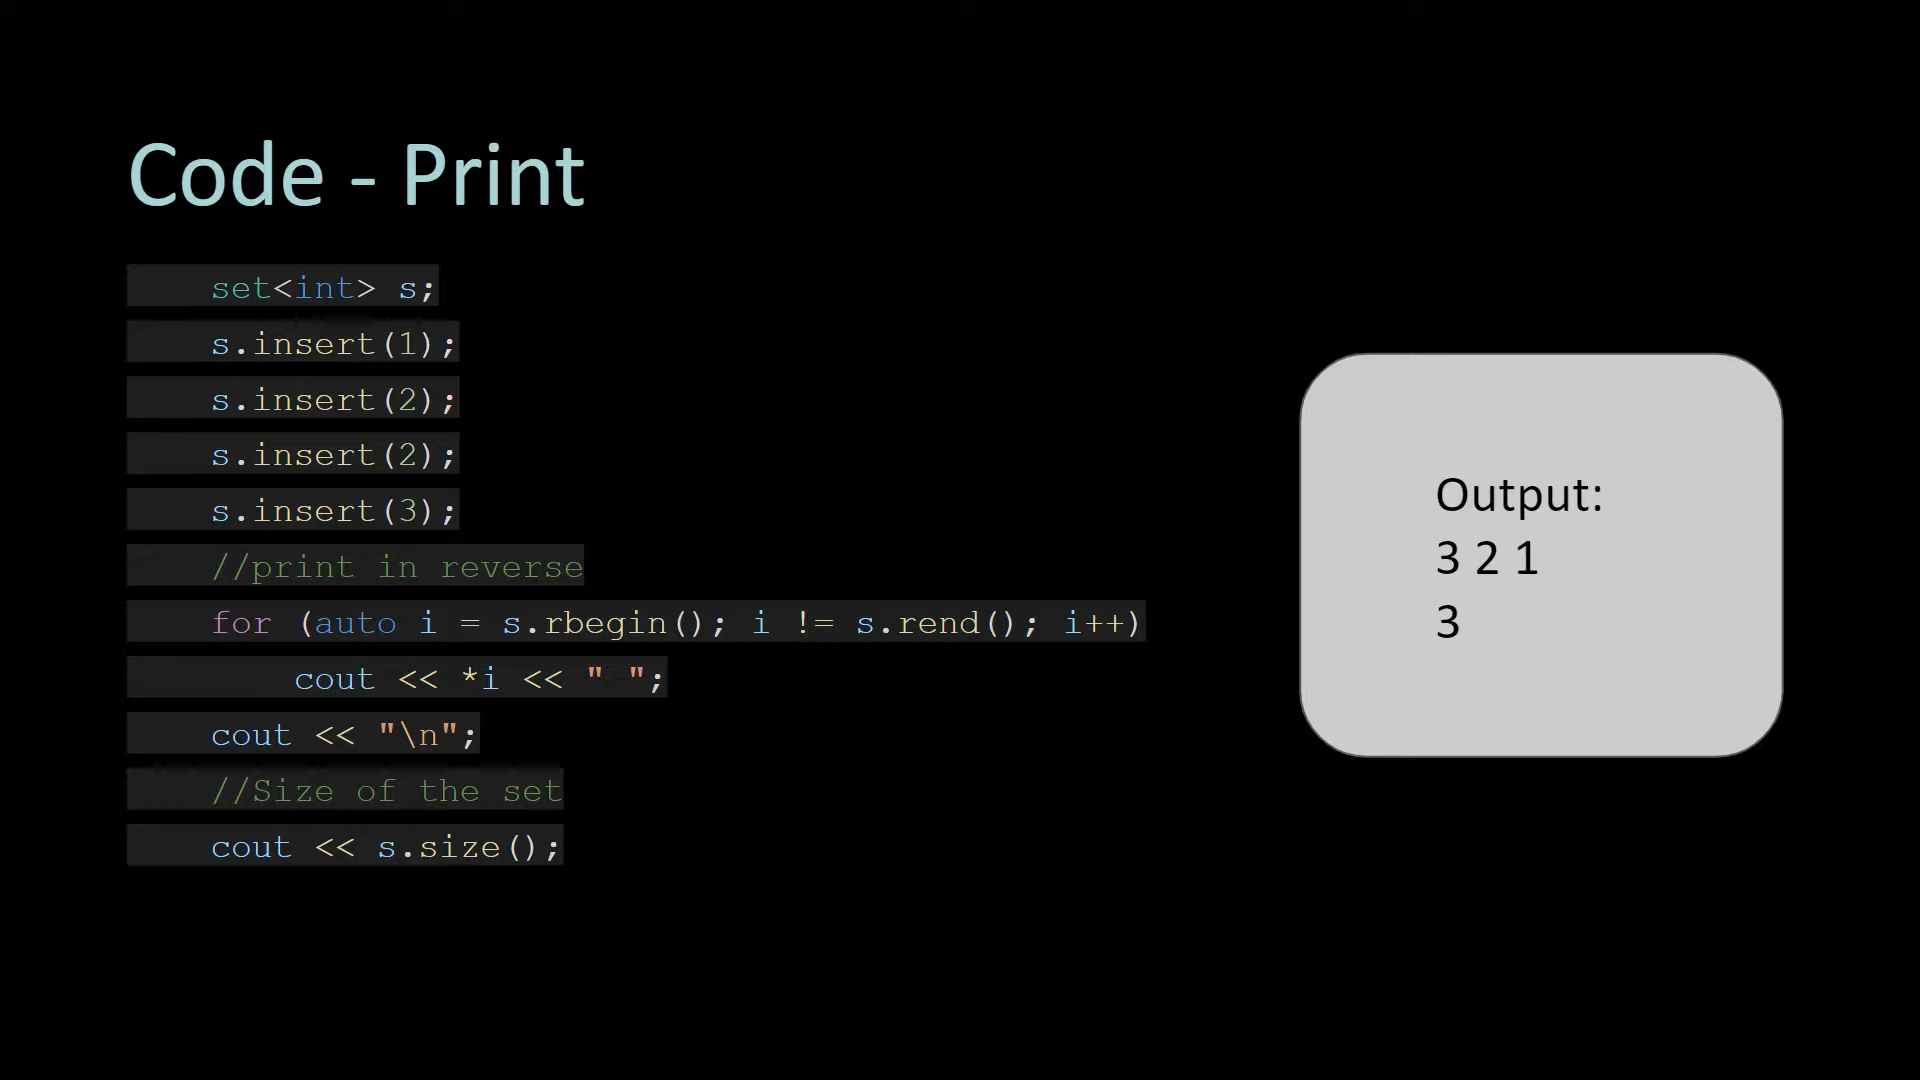 Code - Print
set<int> s;
s.insert(1);
s.insert(2);
s.insert(2);
s.insert(3);
//print in reverse
for (auto i = s.rbegin(); i != s.rend(); i++)
cout << *i << " ";
cout << "\n";
//Size of the set
cout << s.size();
Output:
3 2 1
3